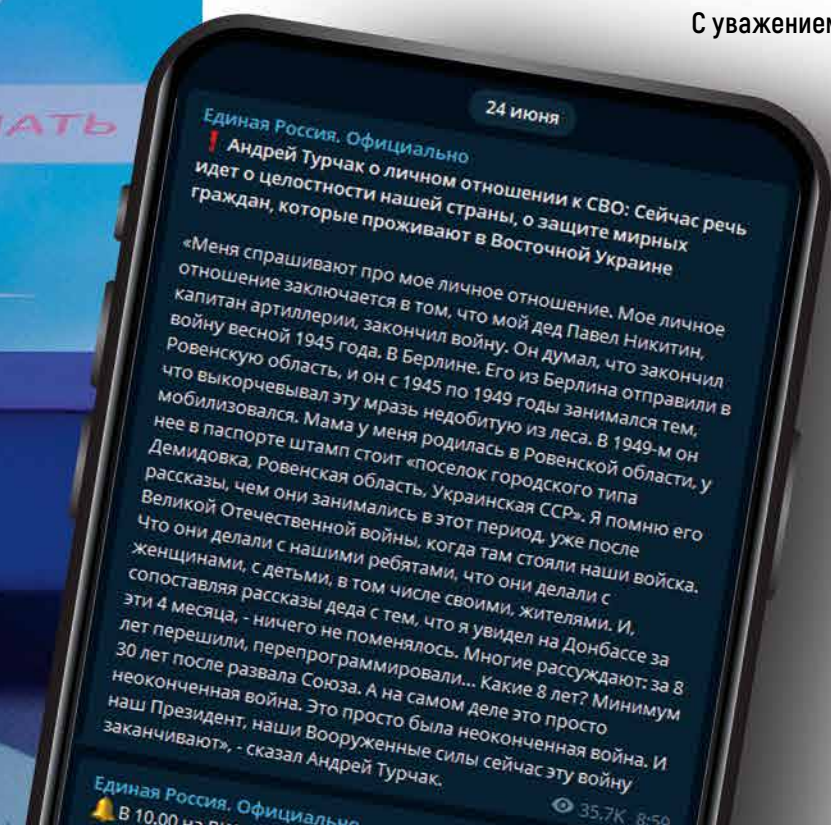 С уважением
АТЬ
24 июня
Единая Россия. Официально
❗ Андрей Турчак о личном отношении к СВО: Сейчас речь
идет о целостности нашей страны, о защите мирных
граждан, которые проживают в Восточной Украине
«Меня спрашивают про мое личное отношение. Мое личное
отношение заключается в том, что мой дед Павел Никитин,
капитан артиллерии, закончил войну. Он думал, что закончил
войну весной 1945 года. В Берлине. Его из Берлина отправили в
Ровенскую область, и он с 1945 по 1949 годы занимался тем,
что выкорчевывал эту мразь недобитую из леса. В 1949-м он
мобилизовался. Мама у меня родилась в Ровенской области, у
нее в паспорте штамп стоит «поселок городского типа
Демидовка, Ровенская область, Украинская ССР». Я помню его
рассказы, чем они занимались в этот период, уже после
Великой Отечественной войны, когда там стояли наши войска.
Что они делали с нашими ребятами, что они делали с
женщинами, с детьми, в том числе своими, жителями. И,
сопоставляя рассказы деда с тем, что я увидел на Донбассе за
эти 4 месяца, - ничего не поменялось. Многие рассуждают: за 8
лет перешили, перепрограммировали... Какие 8 лет? Минимум
30 лет после развала Союза. А на самом деле это просто
неоконченная война. Это просто была неоконченная война. И
наш Президент, наши Вооруженные силы сейчас эту войну
заканчивают», - сказал Андрей Турчак.
35.7K 8:59
Единая Россия. Официально
🔔 В 10.00 на